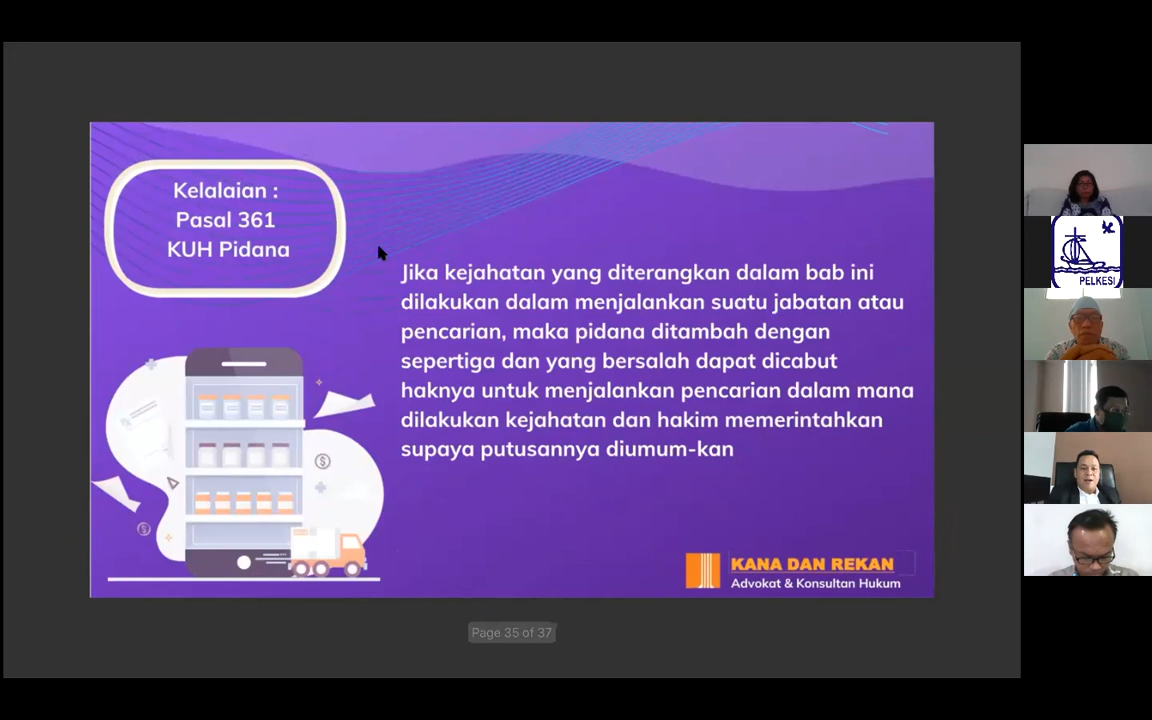 Kelalaian :
Pasal 361
KUH Pidana
Jika kejahatan yang diterangkan dalam bab ini
dilakukan dalam menjalankan suatu jabatan atau
pencarian, maka pidana ditambah dengan
sepertiga dan yang bersalah dapat dicabut
haknya untuk menjalankan pencarian dalam mana
dilakukan kejahatan dan hakim memerintahkan
supaya putusannya diumum-kan
KANA DAN REKAN
Advokat & Konsultan Hukum
Page 35 of 37
PELKESI